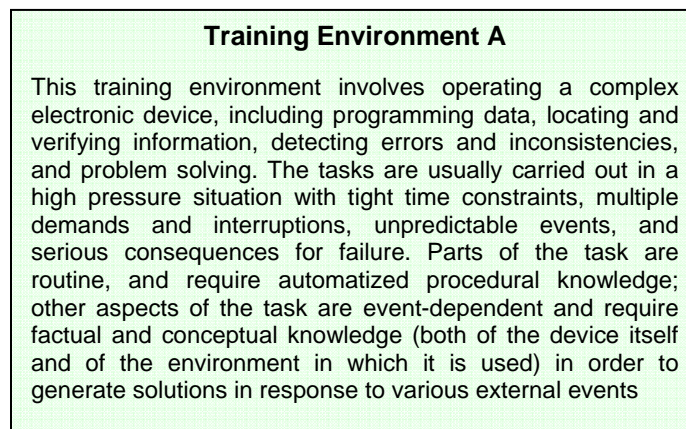 Training Environment A
This training environment involves operating a complex
electronic device, including programming data, locating and
verifying information, detecting errors and inconsistencies,
and problem solving. The tasks are usually carried out in a
high pressure situation with tight time constraints, multiple
demands and interruptions, unpredictable events, and
serious consequences for failure. Parts of the task are
routine, and require automatized procedural knowledge;
other aspects of the task are event-dependent and require
factual and conceptual knowledge (both of the device itself
and of the environment in which it is used) in order to
generate solutions in response to various external events